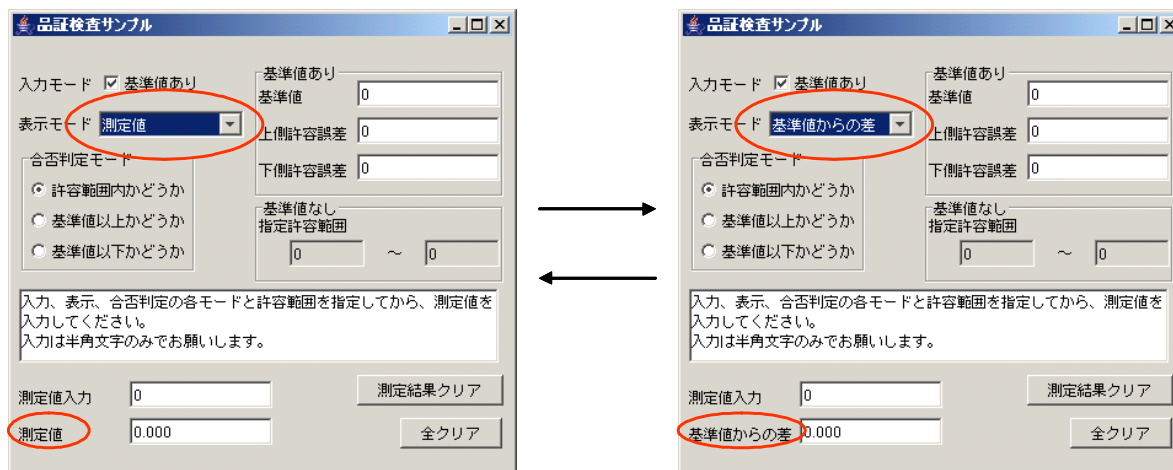 品証検査サンプル
入力モード 基準値あり
表示モード 測定値
合否判定モード
許容範囲内かどうか
基準値以上かどうか
基準値以下かどうか
基準値あり
基準値 0
上側許容誤差 0
下側許容誤差 0
基準値なし
指定許容範囲
0 ～ 0
入力、表示、合否判定の各モードと許容範囲を指定してから、測定値を
入力してください。
入力は半角文字のみでお願いします。
測定値入力 0
測定結果クリア
測定値 0.000
全クリア
品証検査サンプル
入力モード 基準値あり
表示モード 基準値からの差
合否判定モード
許容範囲内かどうか
基準値以上かどうか
基準値以下かどうか
基準値あり
基準値 0
上側許容誤差 0
下側許容誤差 0
基準値なし
指定許容範囲
0 ～ 0
入力、表示、合否判定の各モードと許容範囲を指定してから、測定値を
入力してください。
入力は半角文字のみでお願いします。
測定値入力 0
測定結果クリア
基準値からの差 0.000
全クリア